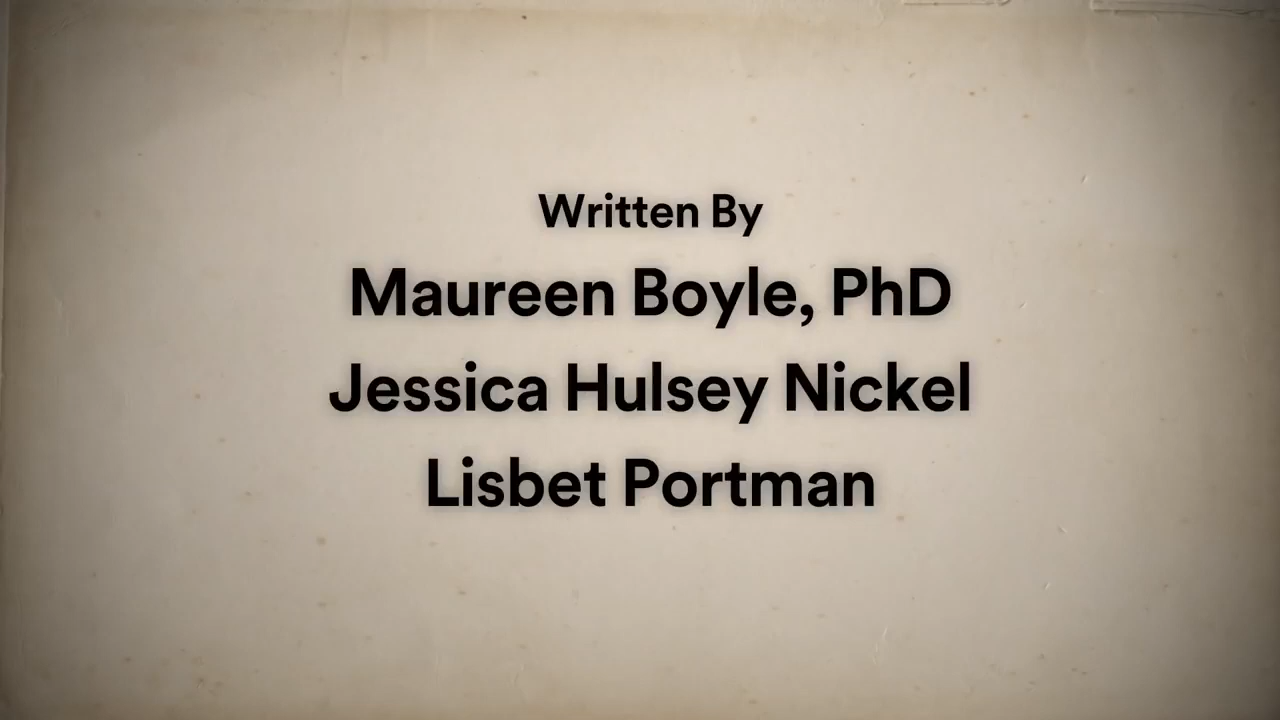 Written By
Maureen Boyle, PhD
Jessica Hulsey Nickel
Lisbet Portman